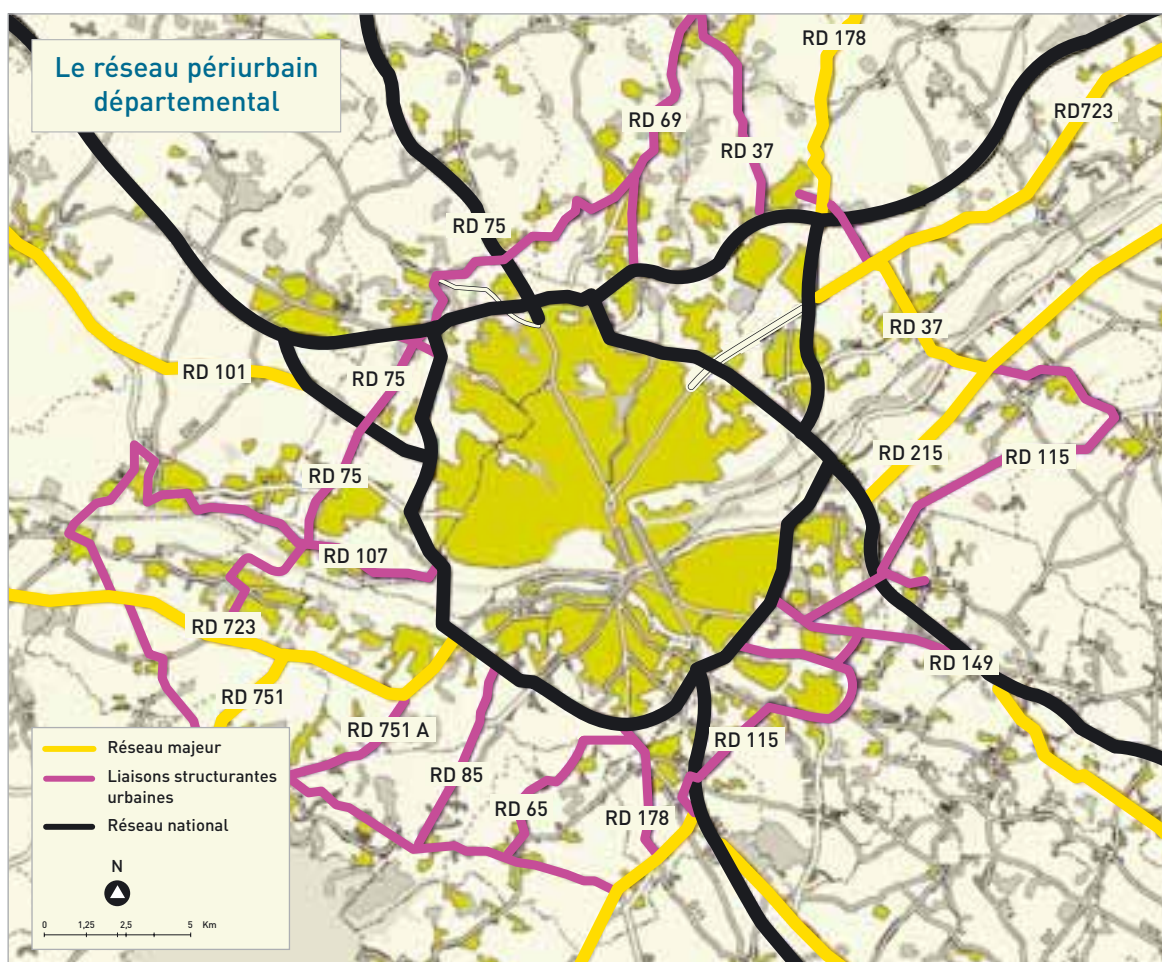 Le réseau périurbain
départemental
RD 178
RD723
RD 69
RD 37
RD 75
RD 37
RD 101
RD 75
RD 75
RD 215
RD 115
RD 107
RD 723
RD 149
RD 751
RD 751 A
RD 115
RD 85
RD 65
RD 178
Réseau majeur
Liaisons structurantes
urbaines
Réseau national
N
0 1,25 2,5 5 Km